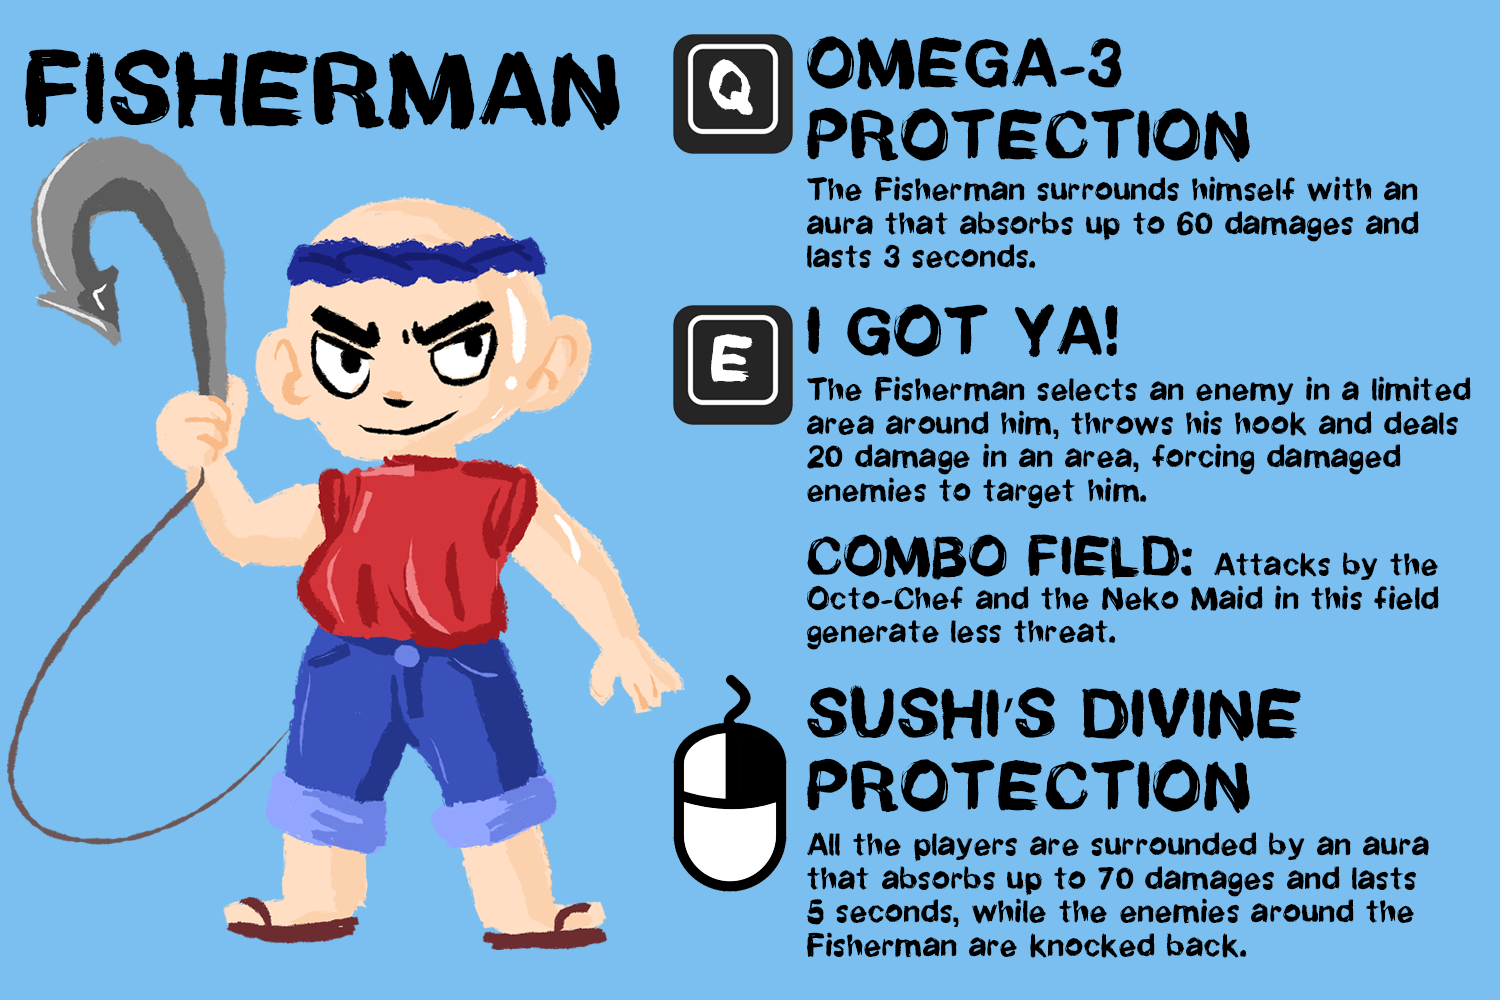 FISHERMAN
Q
OMEGA-3
PROTECTION
The Fisherman surrounds himself with an
aura that absorbs up to 60 damages and
lasts 3 seconds.
E
I GOT YA!
The Fisherman selects an enemy in a limited
area around him, throws his hook and deals
20 damage in an area, forcing damaged
enemies to target him.
COMBO FIELD: Attacks by the
Octo-Chef and the Neko Maid in this field
generate less threat.
SUSHI'S DIVINE
PROTECTION
All the players are surrounded by an aura
that absorbs up to 70 damages and lasts
5 seconds, while the enemies around the
Fisherman are knocked back.